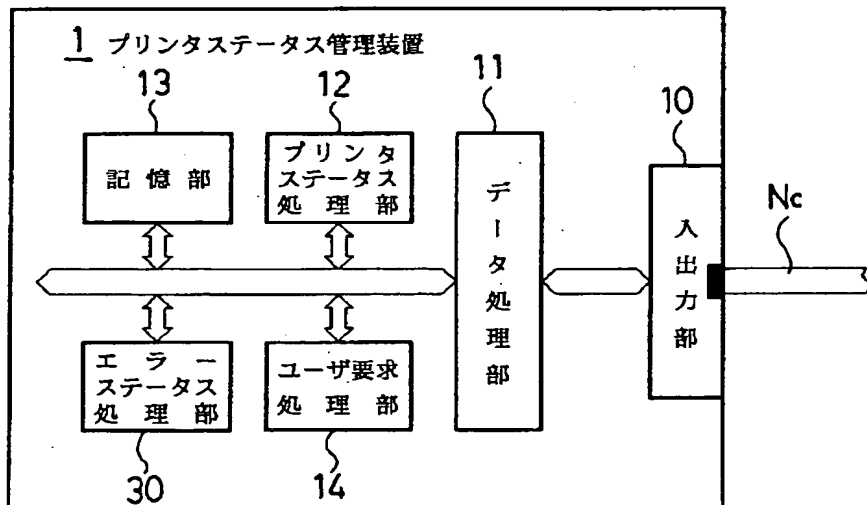 1 プリンタステータス管理装置
13
12
11
10
記憶部
プリンタ
ステータス
処理部
データ処理部
入出力部
Nc
エラー
ステータス
処理部
ユーザ要求
処理部
30
14